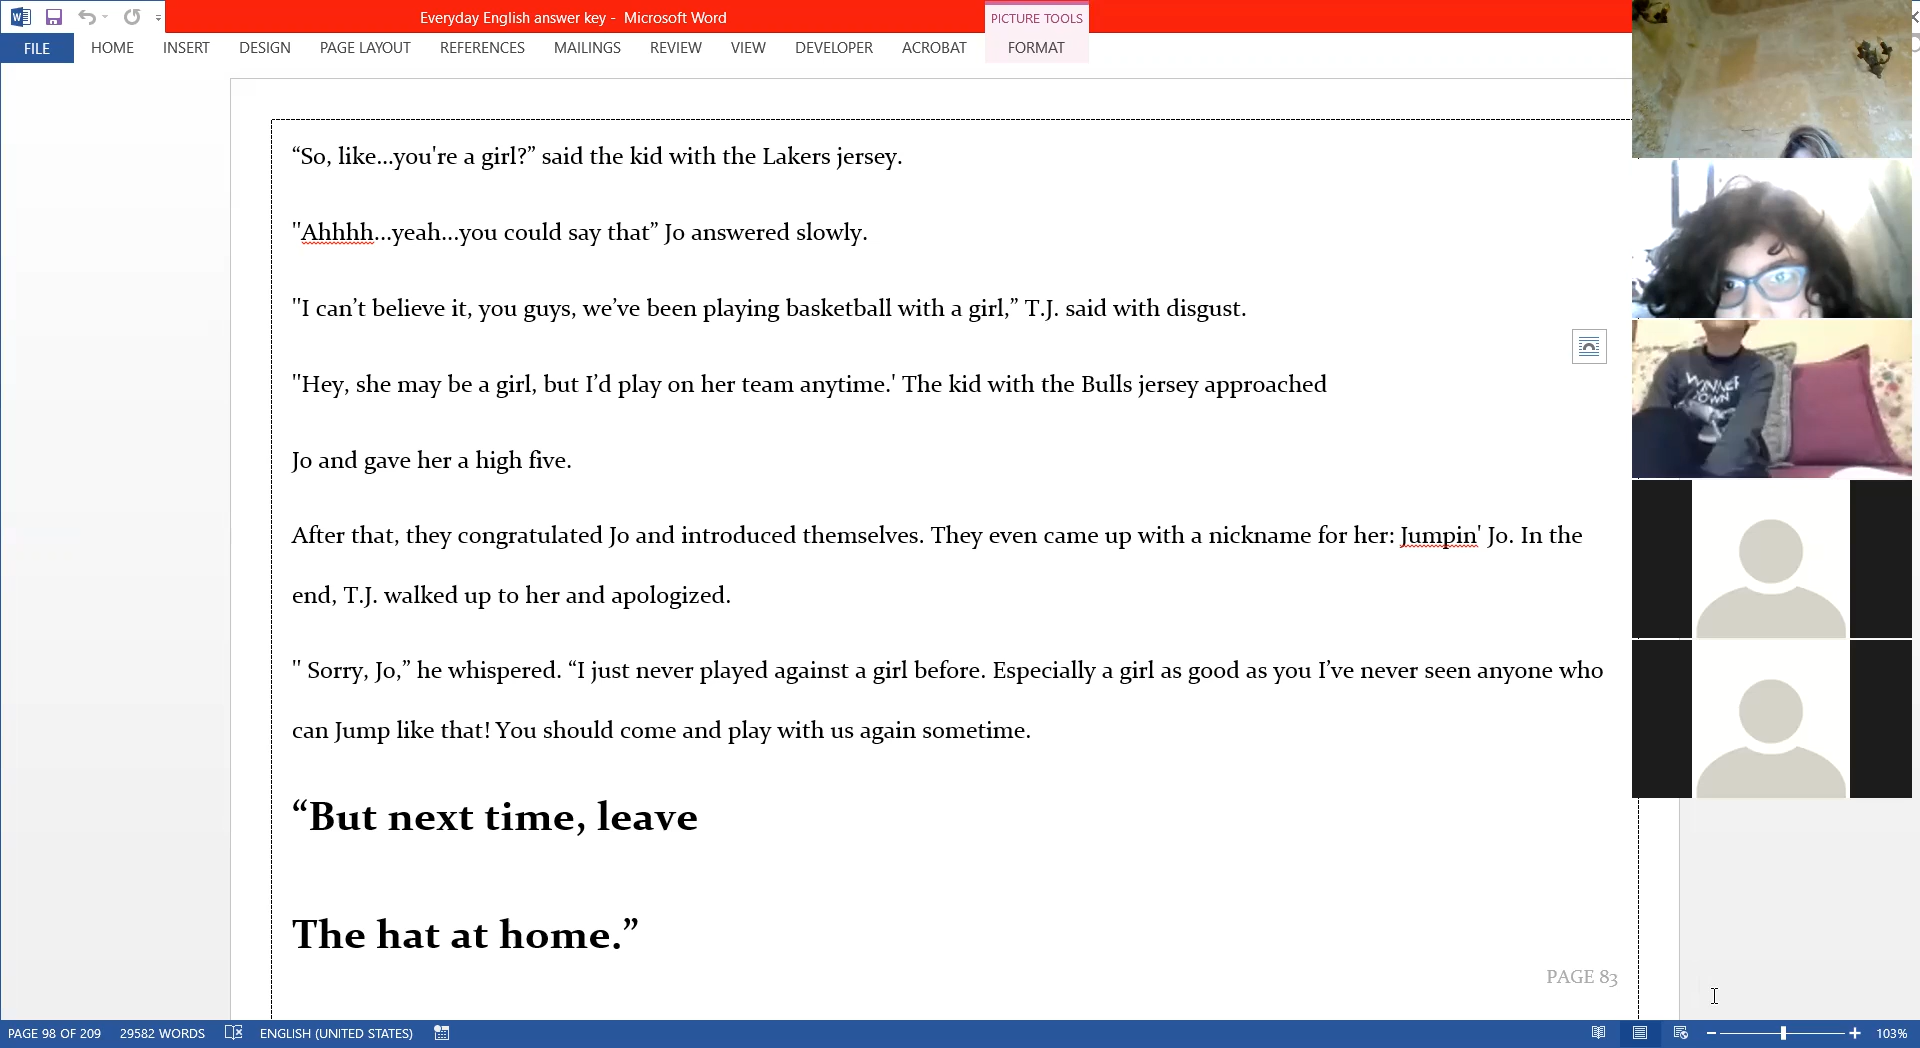 Everyday English answer key - Microsoft Word
PICTURE TOOLS
FILE HOME INSERT DESIGN PAGE LAYOUT REFERENCES MAILINGS REVIEW VIEW DEVELOPER ACROBAT FORMAT
“So, like...you're a girl?” said the kid with the Lakers jersey.
"Ahhhh...yeah...you could say that” Jo answered slowly.
"I can’t believe it, you guys, we’ve been playing basketball with a girl,” T.J. said with disgust.
"Hey, she may be a girl, but I’d play on her team anytime.' The kid with the Bulls jersey approached
Jo and gave her a high five.
After that, they congratulated Jo and introduced themselves. They even came up with a nickname for her: Jumpin' Jo. In the
end, T.J. walked up to her and apologized.
" Sorry, Jo,” he whispered. “I just never played against a girl before. Especially a girl as good as you I’ve never seen anyone who
can Jump like that! You should come and play with us again sometime.
“But next time, leave
The hat at home.”
PAGE 83
WINNER
DOWN
PAGE 98 OF 209 29582 WORDS ENGLISH (UNITED STATES) 103%